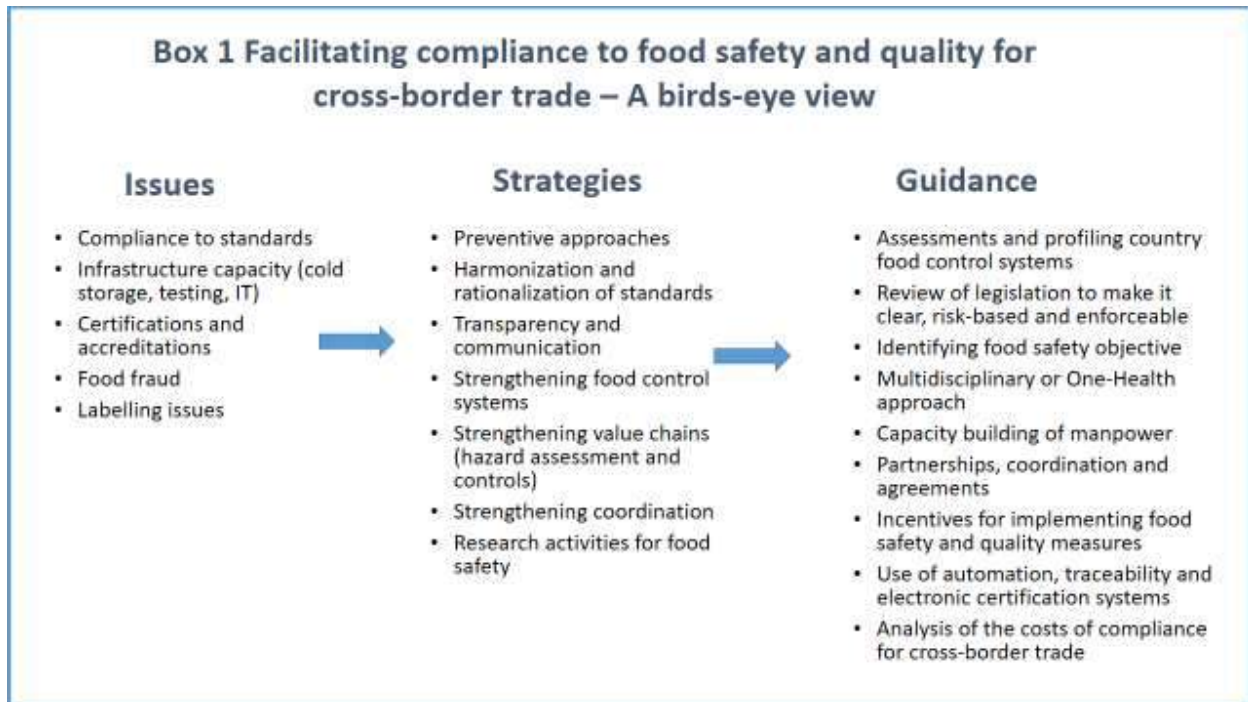 Box 1 Facilitating compliance to food safety and quality for
cross-border trade – A birds-eye view
Issues
• Compliance to standards
• Infrastructure capacity (cold
storage, testing, IT)
• Certifications and
accreditations
• Food fraud
• Labelling issues
Strategies
• Preventive approaches
• Harmonization and
rationalization of standards
• Transparency and
communication
• Strengthening food control
systems
• Strengthening value chains
(hazard assessment and
controls)
• Strengthening coordination
• Research activities for food
safety
Guidance
• Assessments and profiling country
food control systems
• Review of legislation to make it
clear, risk-based and enforceable
• Identifying food safety objective
• Multidisciplinary or One-Health
approach
• Capacity building of manpower
• Partnerships, coordination and
agreements
• Incentives for implementing food
safety and quality measures
• Use of automation, traceability and
electronic certification systems
• Analysis of the costs of compliance
for cross-border trade